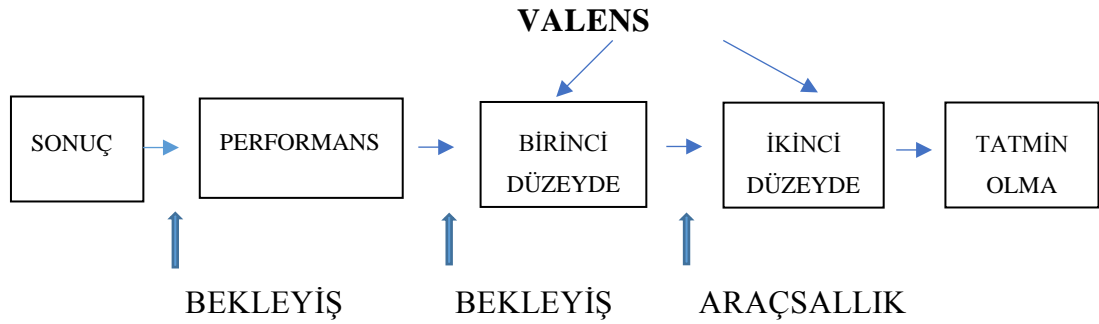 VALENS
SONUÇ
PERFORMANS
BİRİNCİ
DÜZEYDE
İKİNCİ
DÜZEYDE
TATMİN
OLMA
BEKLEYİŞ
BEKLEYİŞ
ARAÇSALLIK